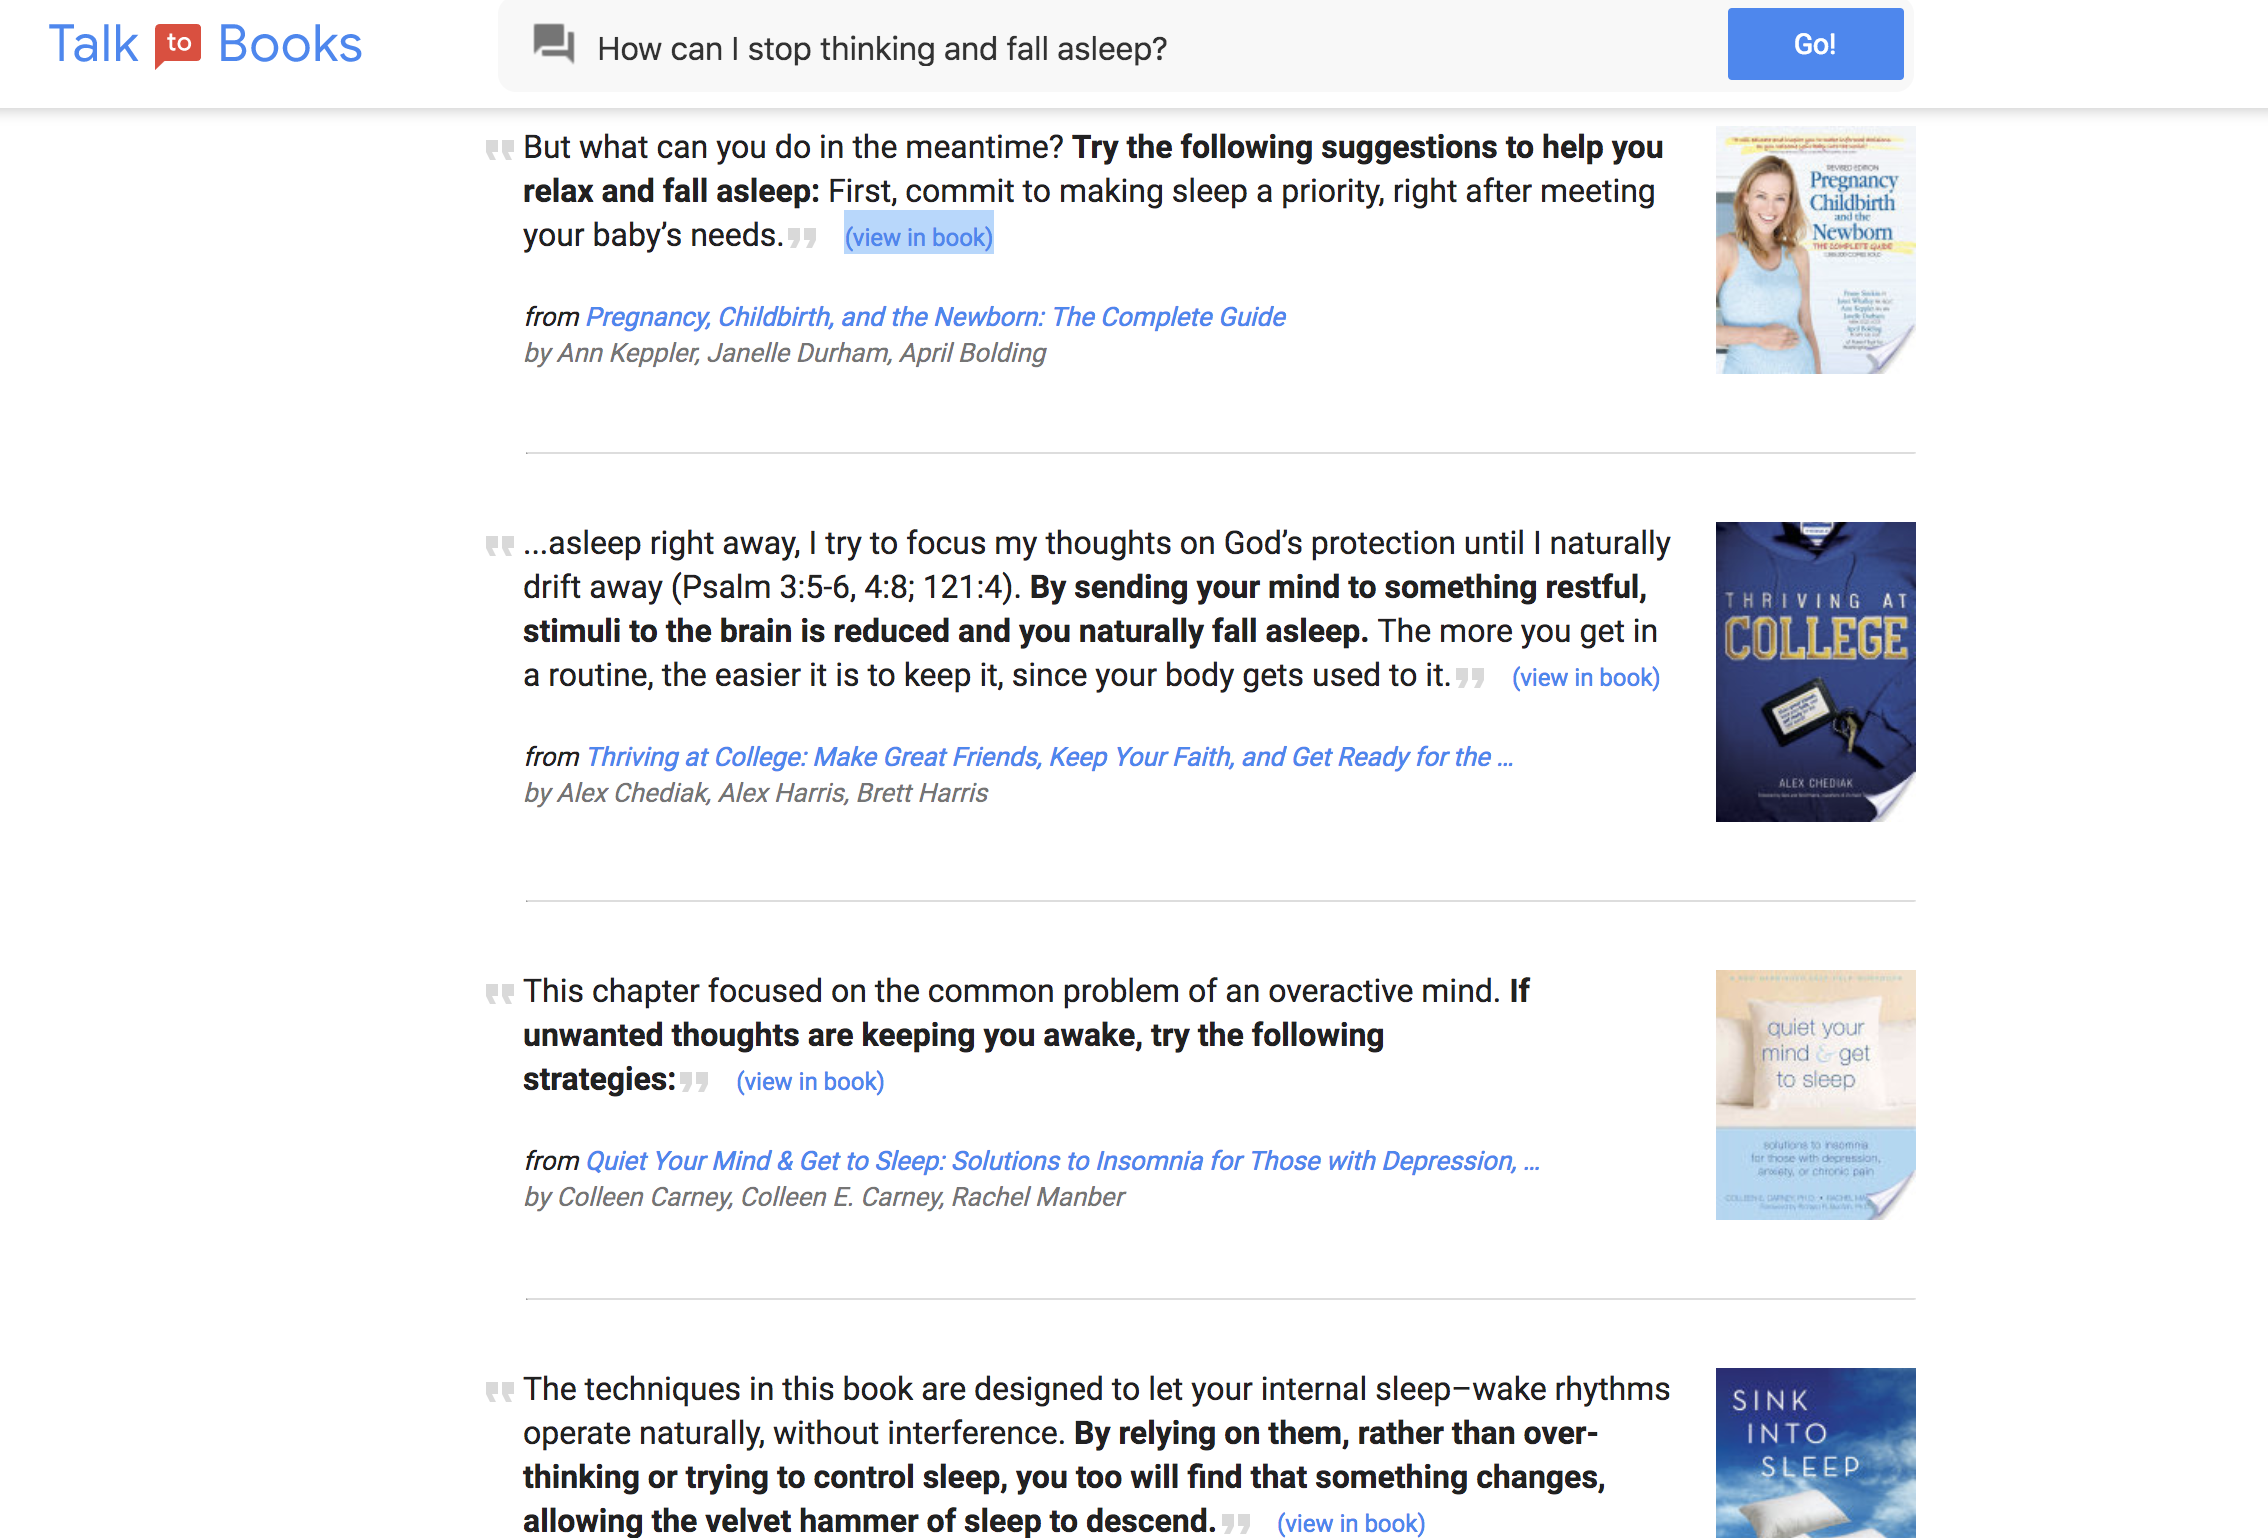 Talk to Books
How can I stop thinking and fall asleep?
Go!
But what can you do in the meantime? Try the following suggestions to help you
relax and fall asleep: First, commit to making sleep a priority, right after meeting
your baby’s needs. (view in book)
from Pregnancy, Childbirth, and the Newborn: The Complete Guide
by Ann Keppler, Janelle Durham, April Bolding
REVISED EDITION
Pregnancy
Childbirth
and the
Newborn
THE COMPLETE GUIDE
...asleep right away, I try to focus my thoughts on God’s protection until I naturally
drift away (Psalm 3:5-6, 4:8; 121:4). By sending your mind to something restful,
stimuli to the brain is reduced and you naturally fall asleep. The more you get in
a routine, the easier it is to keep it, since your body gets used to it. (view in book)
from Thriving at College: Make Great Friends, Keep Your Faith, and Get Ready for the ...
by Alex Chediak, Alex Harris, Brett Harris
THRIVING AT
COLLEGE
ALEX CHEDIAK
This chapter focused on the common problem of an overactive mind. If
unwanted thoughts are keeping you awake, try the following
strategies: (view in book)
from Quiet Your Mind & Get to Sleep: Solutions to Insomnia for Those with Depression, ...
by Colleen Carney, Colleen E. Carney, Rachel Manber
quiet your
mind & get
to sleep
solutions to insomnia
for those with depression,
anxiety, or chronic pain
The techniques in this book are designed to let your internal sleep–wake rhythms
operate naturally, without interference. By relying on them, rather than over-
thinking or trying to control sleep, you too will find that something changes,
allowing the velvet hammer of sleep to descend. (view in book)
SINK
INTO
SLEEP